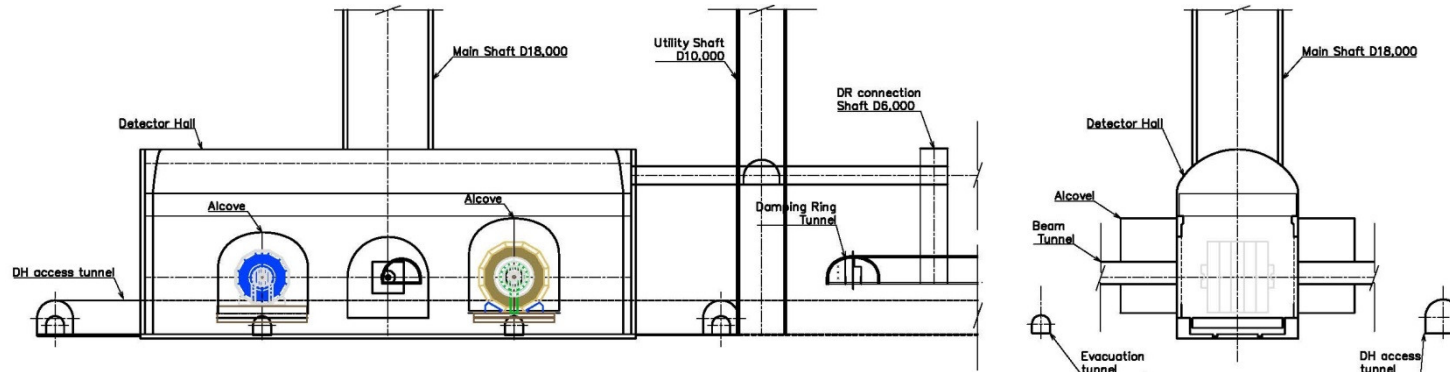 Main Shaft D18,000
Utility Shaft
D10,000
DR connection
Shaft D6,000
Detector Hall
Alcove
Alcove
Damping Ring
Tunnel
DH access tunnel
Main Shaft D18,000
Detector Hall
Alcovel
Beam
Tunnel
Evacuation
tunnel
DH access
tunnel